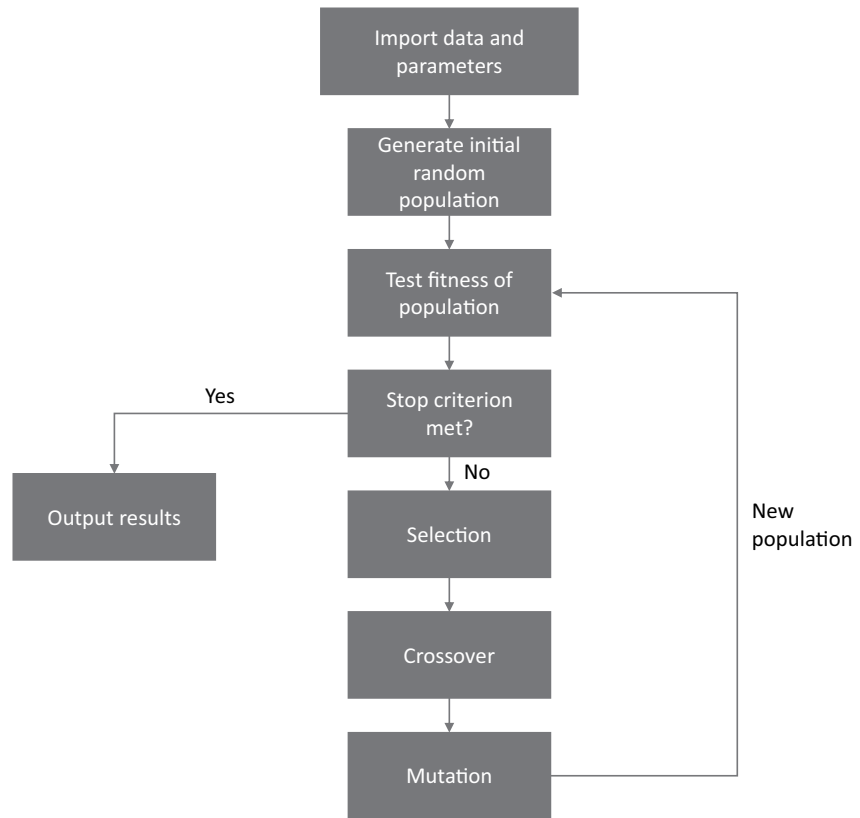 Import data and
parameters
Generate initial
random
population
Test fitness of
population
Stop criterion
met?
Yes
No
Output results
Selection
New
population
Crossover
Mutation